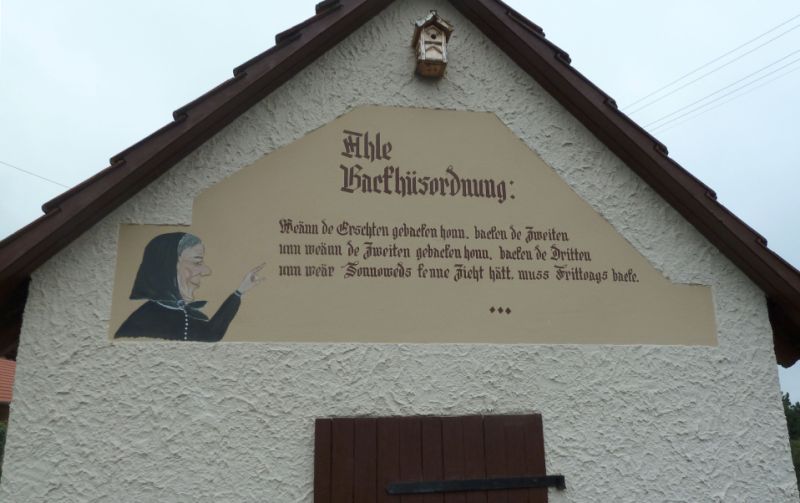 Ahle
Backhüsordnung:
Weänn de Erschten gebacken honn, backen de Zweiten
unn weänn de Zweiten gebacken honn, backen de Dritten
unn weär Sonnoweds kenne Zicht hätt, muss Frittoags backe.
...